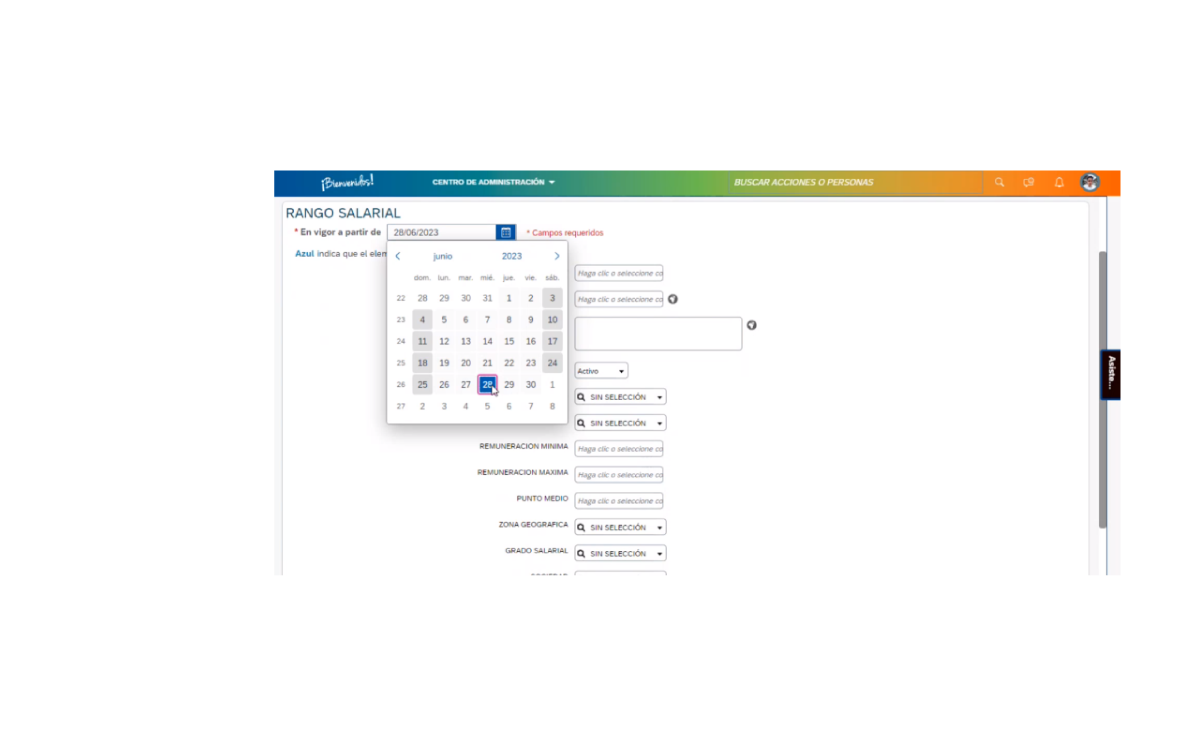 ¡Bienvenidos!
CENTRO DE ADMINISTRACIÓN
BUSCAR ACCIONES O PERSONAS
RANGO SALARIAL
* En vigor a partir de 28/06/2023 * Campos requeridos
Azul indica que el elem
junio 2023
dom. lun. mar. mié. jue. vie. sáb.
22 28 29 30 31 1 2 3
23 4 5 6 7 8 9 10
24 11 12 13 14 15 16 17
25 18 19 20 21 22 23 24
26 25 26 27 28 29 30 1
27 2 3 4 5 6 7 8
Haga clic o seleccione co
Haga clic o seleccione co
Activo
SIN SELECCIÓN
SIN SELECCIÓN
REMUNERACION MINIMA Haga clic o seleccione co
REMUNERACION MAXIMA Haga clic o seleccione co
PUNTO MEDIO Haga clic o seleccione co
ZONA GEOGRAFICA SIN SELECCIÓN
GRADO SALARIAL SIN SELECCIÓN
Asiste...